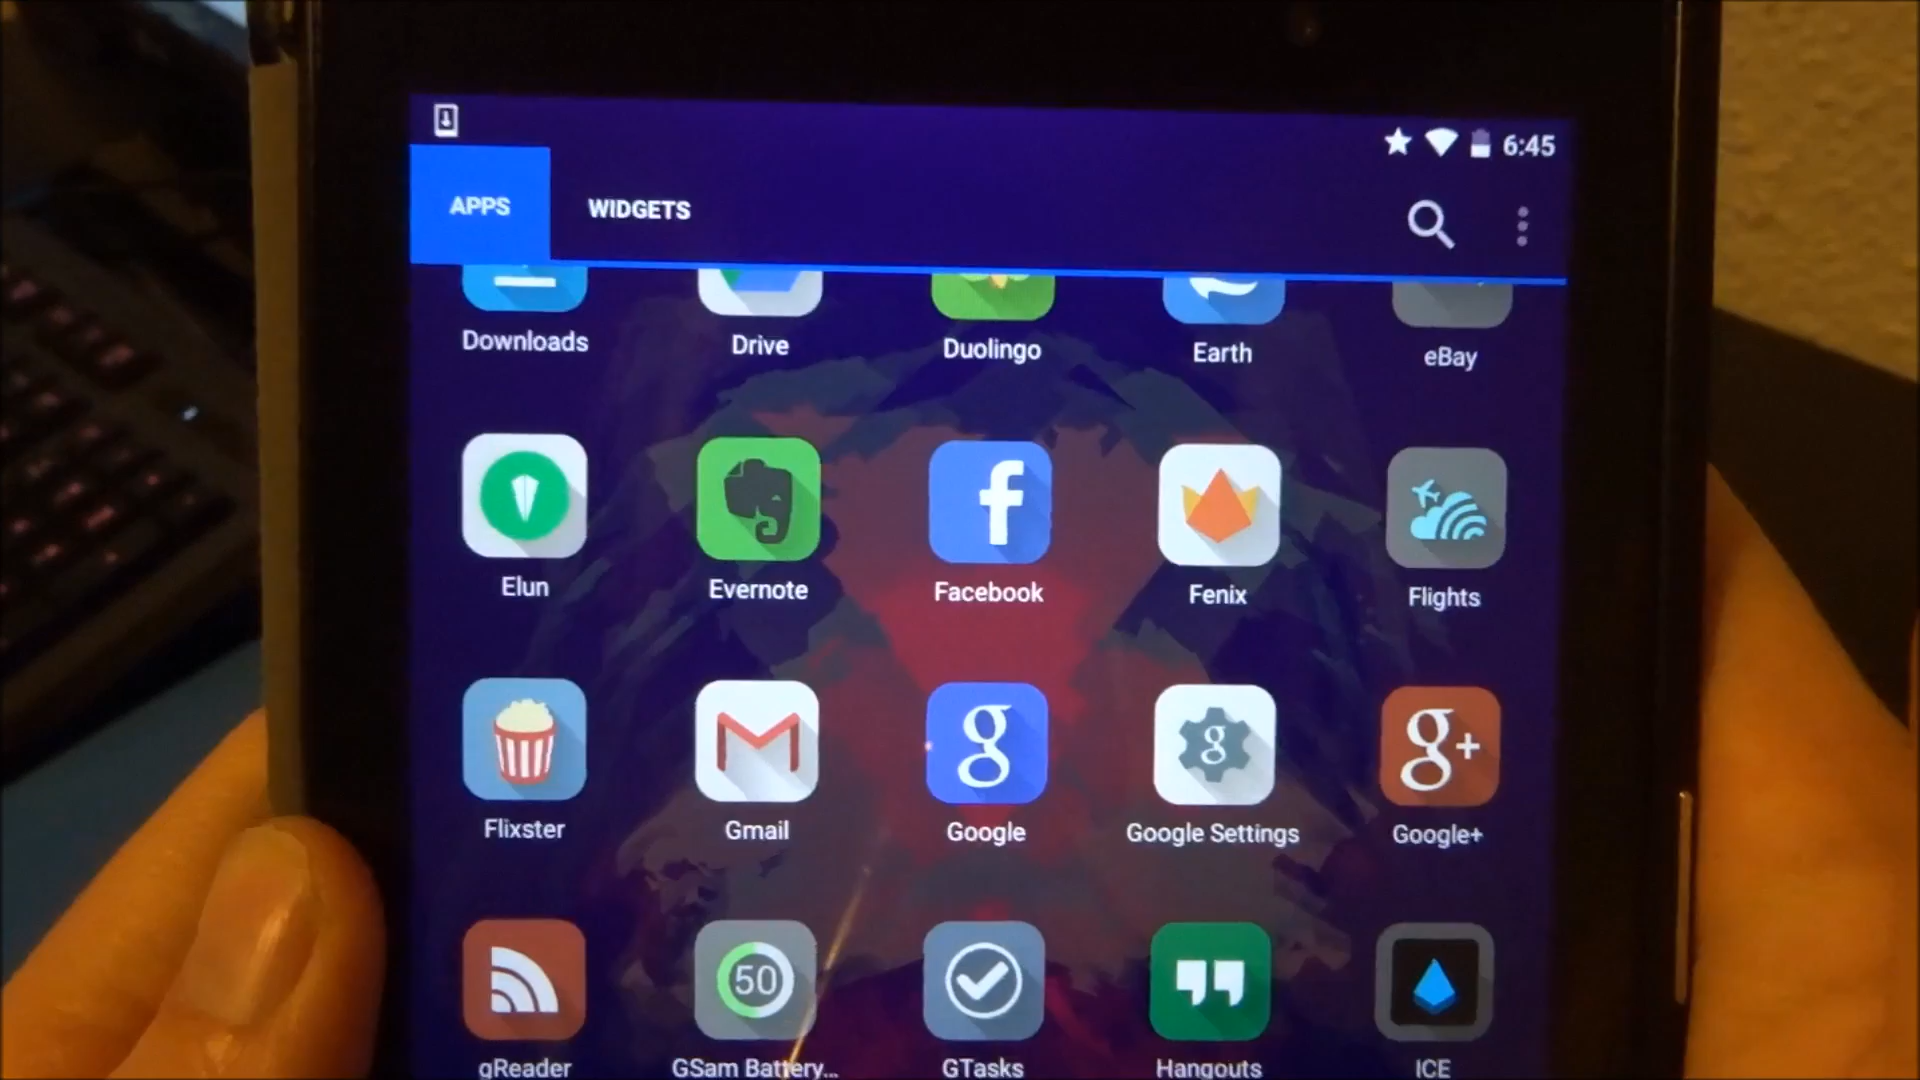 6:45
APPS WIDGETS
Downloads Drive Duolingo Earth eBay
Elun Evernote Facebook Fenix Flights
Flixster Gmail Google Google Settings Google+
50
gReader GSam Battery... GTasks Hangouts ICE